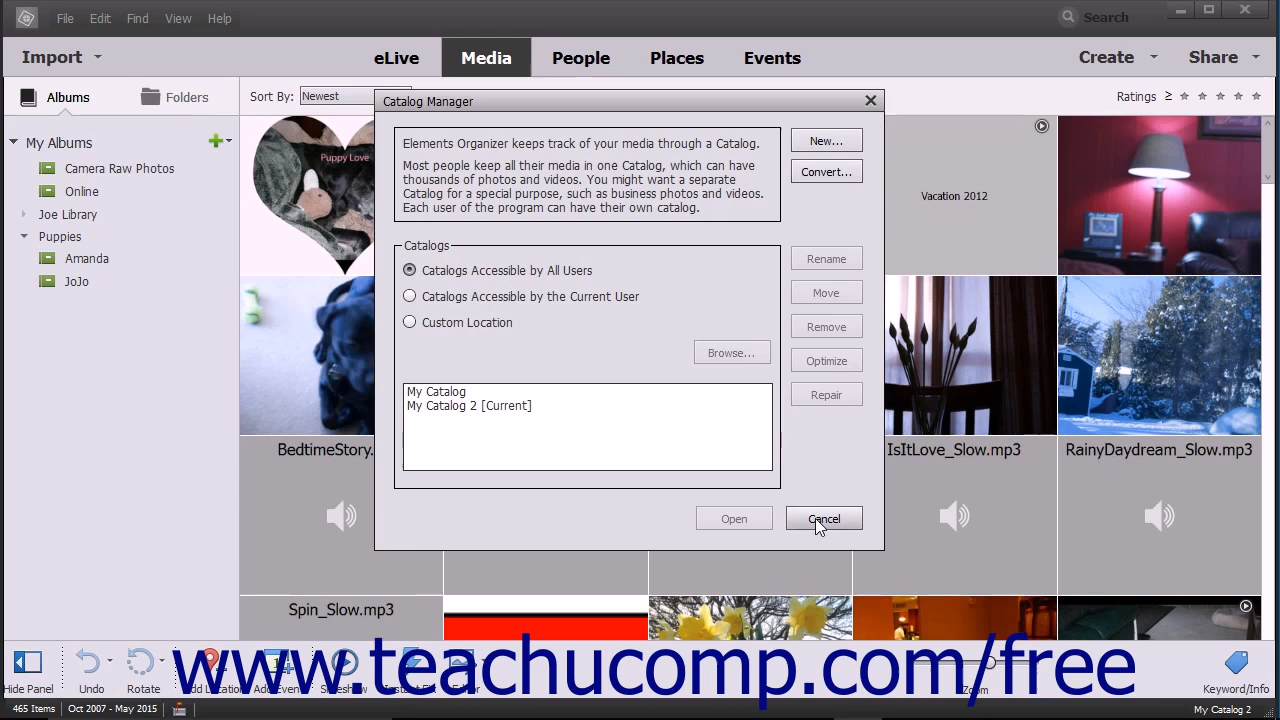 File Edit Find View Help
Search
Import eLive Media People Places Events Create Share
Albums Folders Sort By: Newest Ratings ≥
Catalog Manager
My Albums
Camera Raw Photos
Online
Joe Library
Puppies
Amanda
JoJo
Puppy Love
Elements Organizer keeps track of your media through a Catalog.
Most people keep all their media in one Catalog, which can have
thousands of photos and videos. You might want a separate
Catalog for a special purpose, such as business photos and videos.
Each user of the program can have their own catalog.
New...
Convert...
Catalogs
Catalogs Accessible by All Users
Catalogs Accessible by the Current User
Custom Location
Browse...
Rename
Move
Remove
Optimize
Repair
My Catalog
My Catalog 2 [Current]
Open Cancel
Vacation 2012
BedtimeStory. IsItLove_Slow.mp3 RainyDaydream_Slow.mp3
Spin_Slow.mp3
www.teachucomp.com/free
Hide Panel Undo Rotate Add Location Add Event Slideshow Editor Zoom Keyword/Info
465 Items Oct 2007 - May 2015 My Catalog 2